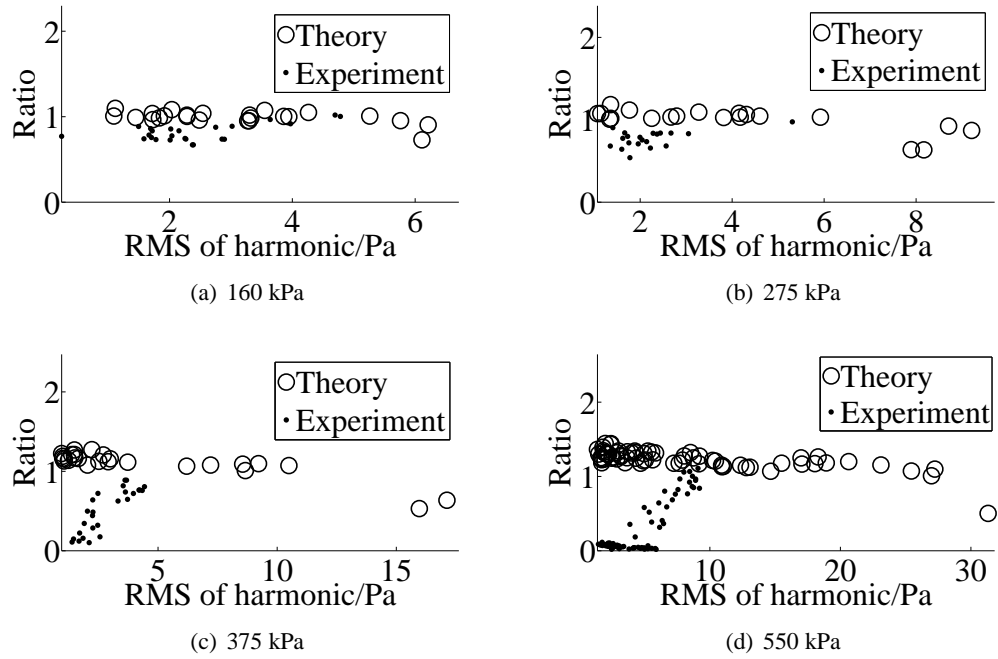 2
1
0
Ratio
Theory
Experiment
2 4 6
RMS of harmonic/Pa
(a) 160 kPa
2
1
0
Ratio
Theory
Experiment
2 4 6 8
RMS of harmonic/Pa
(b) 275 kPa
2
1
0
Ratio
Theory
Experiment
5 10 15
RMS of harmonic/Pa
(c) 375 kPa
2
1
0
Ratio
Theory
Experiment
10 20 30
RMS of harmonic/Pa
(d) 550 kPa